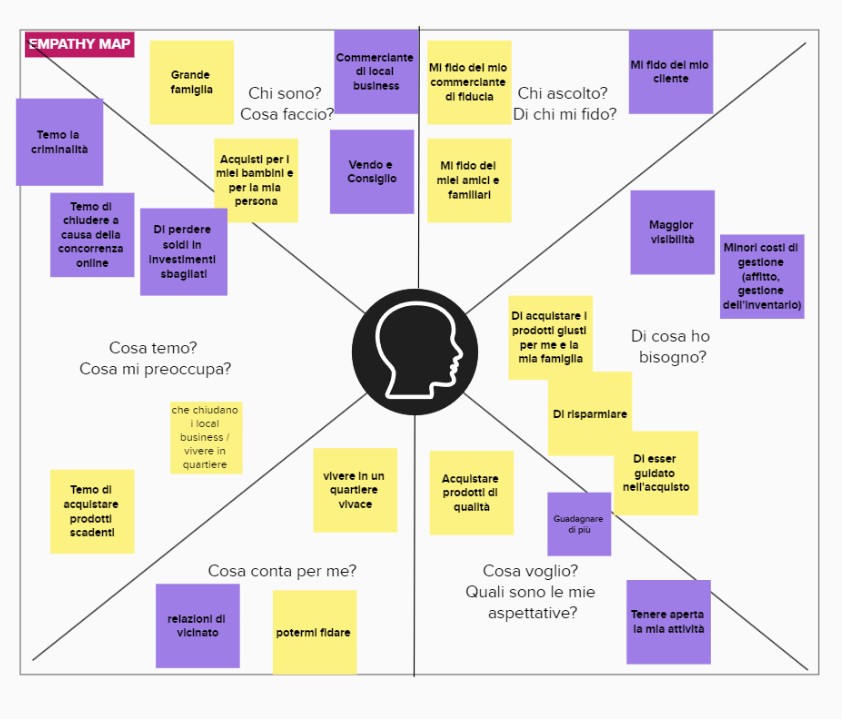 EMPATHY MAP
Grande
famiglia
Chi sono?
Cosa faccio?
Commerciante
di local
business
Acquisti per i
miei bambini e
per la mia
persona
Vendo e
Consiglio
Mi fido del mio
commerciante
di fiducia
Chi ascolto?
Di chi mi fido?
Mi fido del mio
cliente
Mi fido dei
miei amici e
familiari
Temo la
criminalità
Temo di
chiudere a
causa della
concorrenza
online
Di perdere
soldi in
investimenti
sbagliati
Cosa temo?
Cosa mi preoccupa?
che chiudano
i local
business /
vivere in
quartiere
Temo di
acquistare
prodotti
scadenti
Maggior
visibilità
Minori costi di
gestione
(affitto,
gestione
dell'inventario)
Di cosa ho
bisogno?
Di acquistare i
prodotti giusti
per me e la
mia famiglia
Di risparmiare
Di esser
guidato
nell'acquisto
vivere in un
quartiere
vivace
Cosa conta per me?
relazioni di
vicinato
potermi fidare
Acquistare
prodotti di
qualità
Guadagnare
di più
Cosa voglio?
Quali sono le mie
aspettative?
Tenere aperta
la mia attività